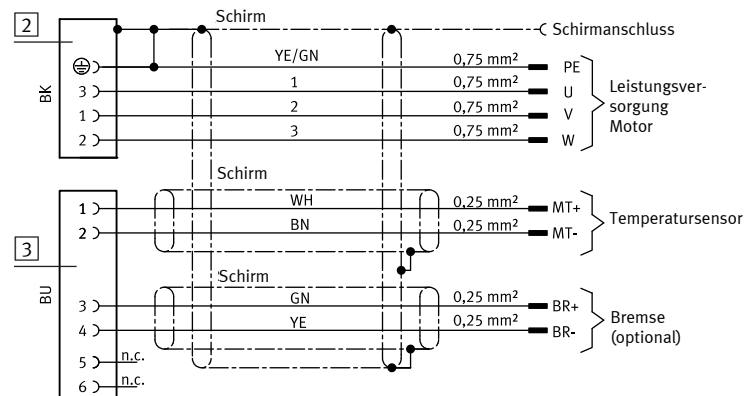 2
Schirm
Schirmanschluss
BK
YE/GN 0,75 mm² PE
3 1 0,75 mm² U
1 2 0,75 mm² V
2 3 0,75 mm² W
Leistungsver-
sorgung
Motor
Schirm
3
BU
1 WH 0,25 mm² MT+
2 BN 0,25 mm² MT-
Temperatursensor
Schirm
3 GN 0,25 mm² BR+
4 YE 0,25 mm² BR-
Bremse
(optional)
5 n.c.
6 n.c.